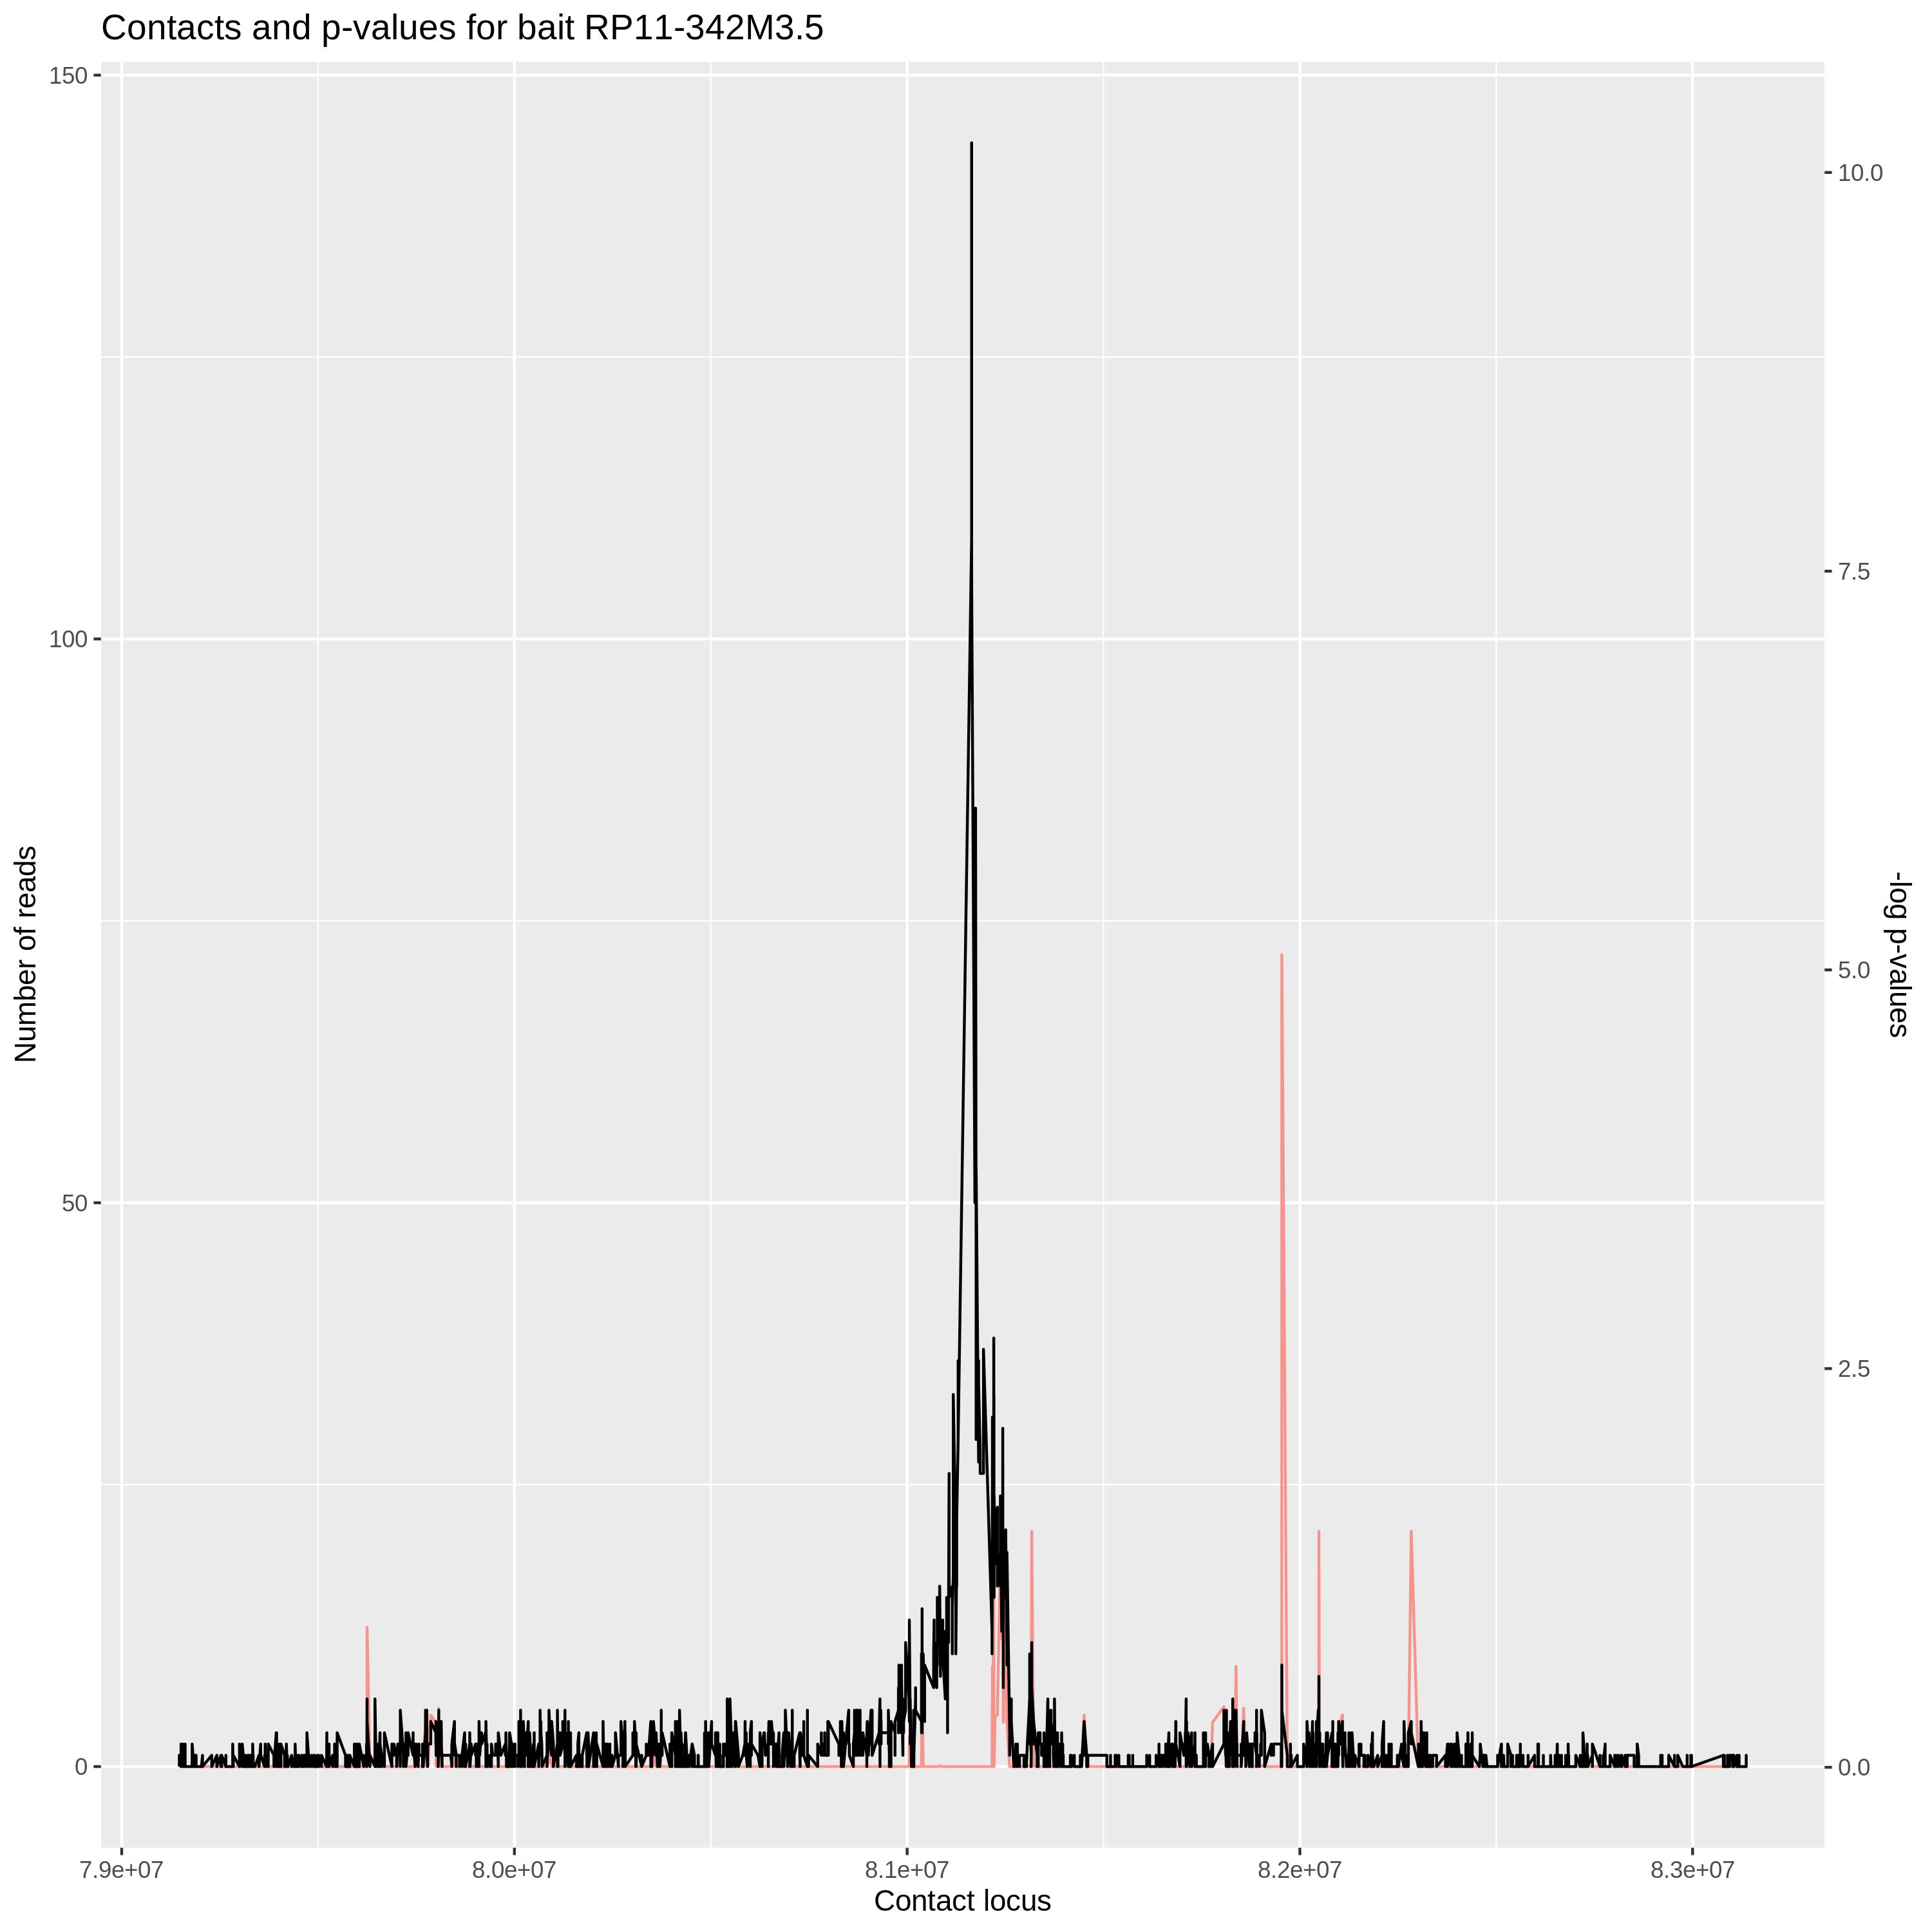 Contacts and p-values for bait RP11-342M3.5
150
100
50
0
Number of reads
10.0
7.5
5.0
2.5
0.0
-log p-values
7.9e+07 8.0e+07 8.1e+07 8.2e+07 8.3e+07
Contact locus